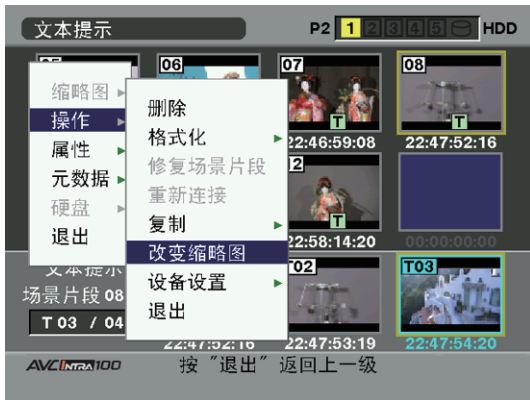 文本提示 P2 1 2 3 4 5 HDD
06 07 08
T T
22:46:59:08 22:47:52:16
缩略图
操作
属性
元数据
硬盘
退出
删除
格式化
修复场景片段
重新连接
复制
改变缩略图
设备设置
退出
T
22:58:14:20 00:00:00:00
文本提示
场景片段 08
T 03 / 04
T03
22:47:52:16 22:47:53:19 22:47:54:20
AVC INTRA 100 按 "退出" 返回上一级